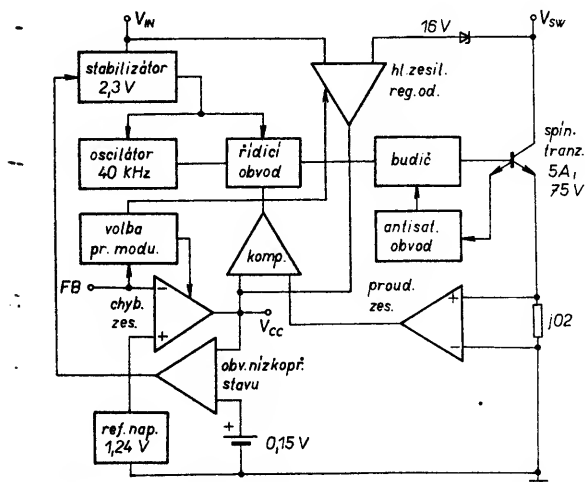 V_IN
16 V
V_SW
stabilizátor
2,3 V
hl. zesil.
reg. od.
spín.
tranz.
5A,
75 V
oscilátor
40 KHz
řídicí
obvod
budič
volba
pr. modu.
komp.
antisat.
obvod
FB
−
chyb.
zes.
+
V_CC
proud.
zes.
+
−
j02
obv. nízkopř.
stavu
ref. nap.
1,24 V
+
0,15 V